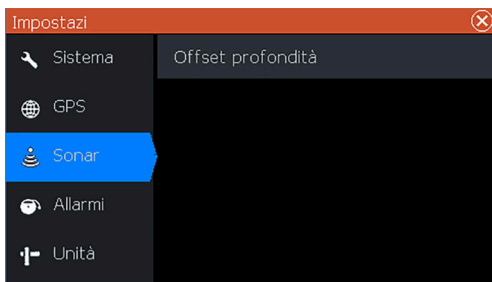 Impostazi
Sistema
Offset profondità
GPS
Sonar
Allarmi
Unità